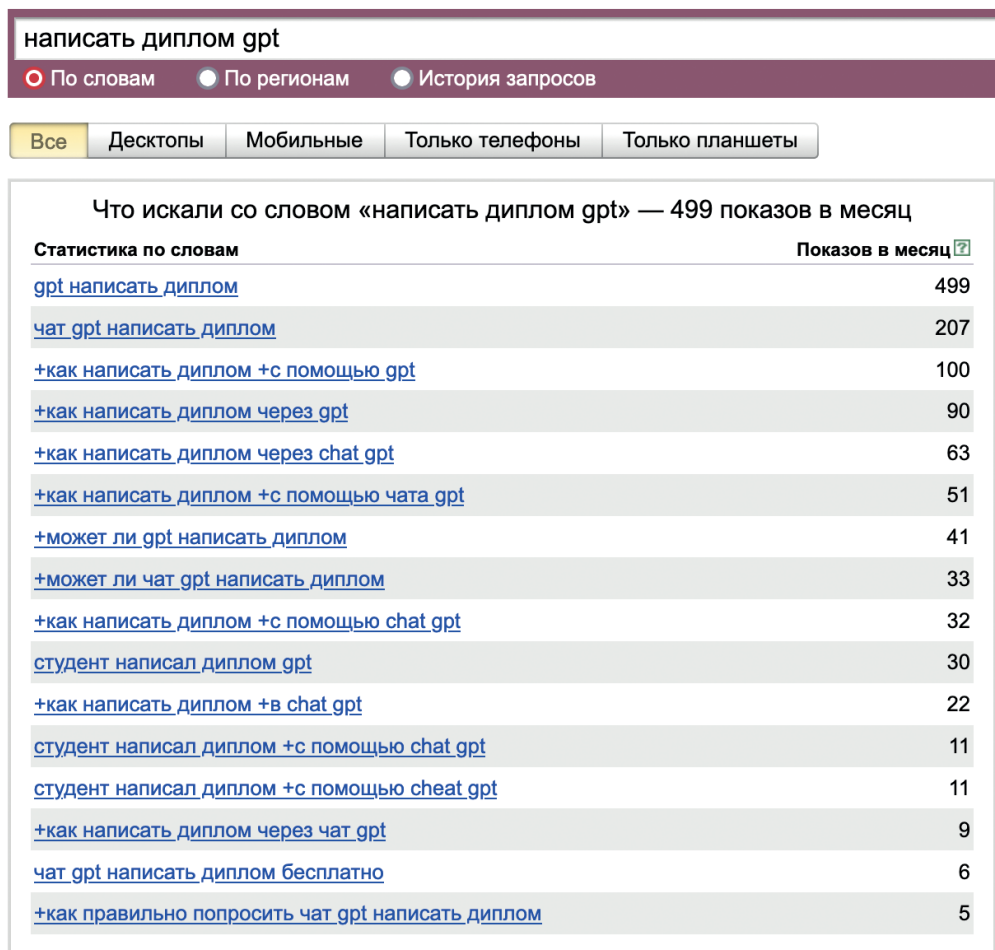 написать диплом gpt
По словам По регионам История запросов
Все Десктопы Мобильные Только телефоны Только планшеты
Что искали со словом «написать диплом gpt» — 499 показов в месяц
Статистика по словам Показов в месяц ?
gpt написать диплом 499
чат gpt написать диплом 207
+как написать диплом +с помощью gpt 100
+как написать диплом через gpt 90
+как написать диплом через chat gpt 63
+как написать диплом +с помощью чата gpt 51
+может ли gpt написать диплом 41
+может ли чат gpt написать диплом 33
+как написать диплом +с помощью chat gpt 32
студент написал диплом gpt 30
+как написать диплом +в chat gpt 22
студент написал диплом +с помощью chat gpt 11
студент написал диплом +с помощью cheat gpt 11
+как написать диплом через чат gpt 9
чат gpt написать диплом бесплатно 6
+как правильно попросить чат gpt написать диплом 5